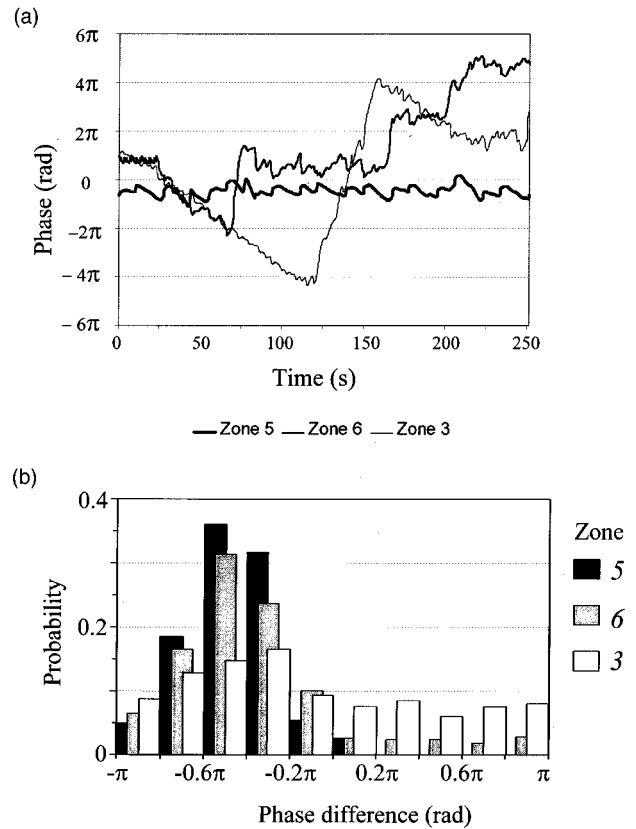 (a)
6π
4π
2π
0
−2π
−4π
−6π
Phase (rad)
0
50
100
150
200
250
Time (s)
Zone 5 Zone 6 Zone 3
(b)
0.4
0.2
0
Probability
-π
-0.6π
-0.2π
0.2π
0.6π
π
Phase difference (rad)
Zone
5
6
3